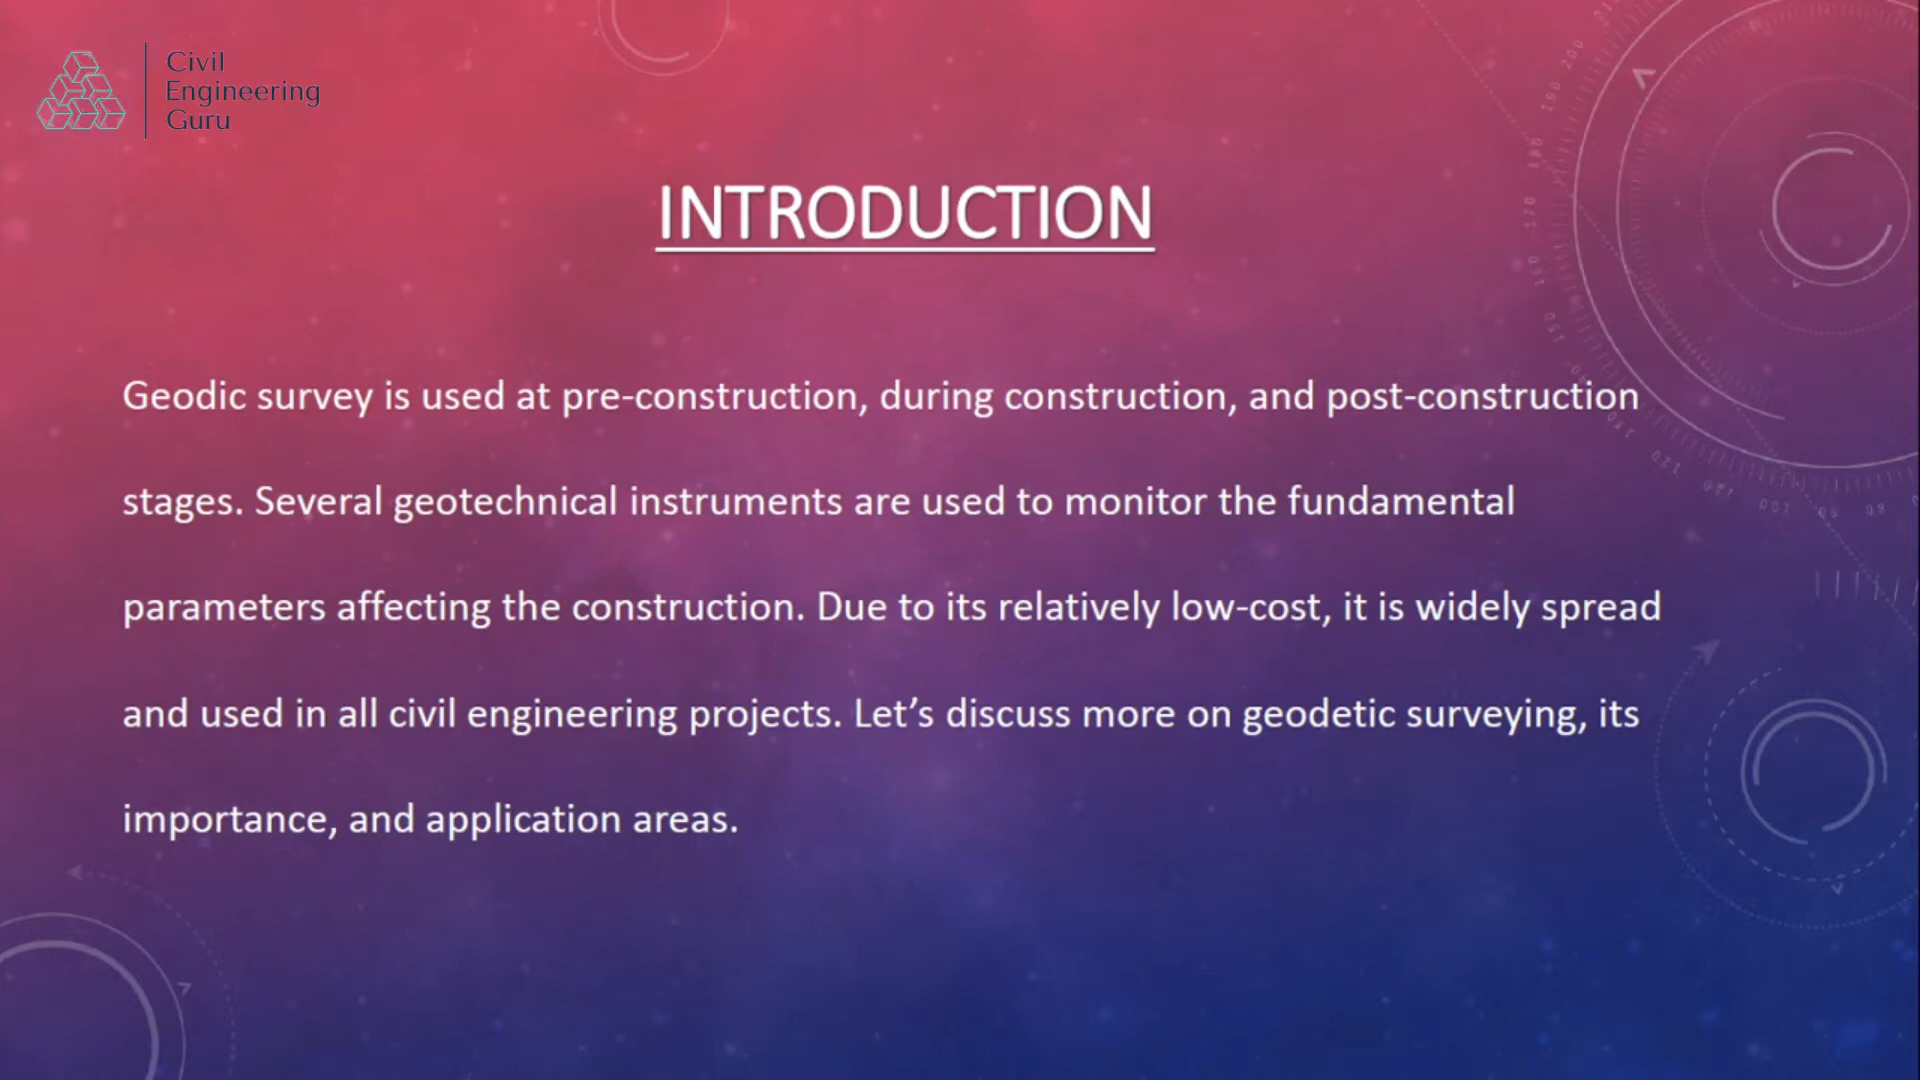 Civil
Engineering
Guru
INTRODUCTION
Geodic survey is used at pre-construction, during construction, and post-construction
stages. Several geotechnical instruments are used to monitor the fundamental
parameters affecting the construction. Due to its relatively low-cost, it is widely spread
and used in all civil engineering projects. Let’s discuss more on geodetic surveying, its
importance, and application areas.